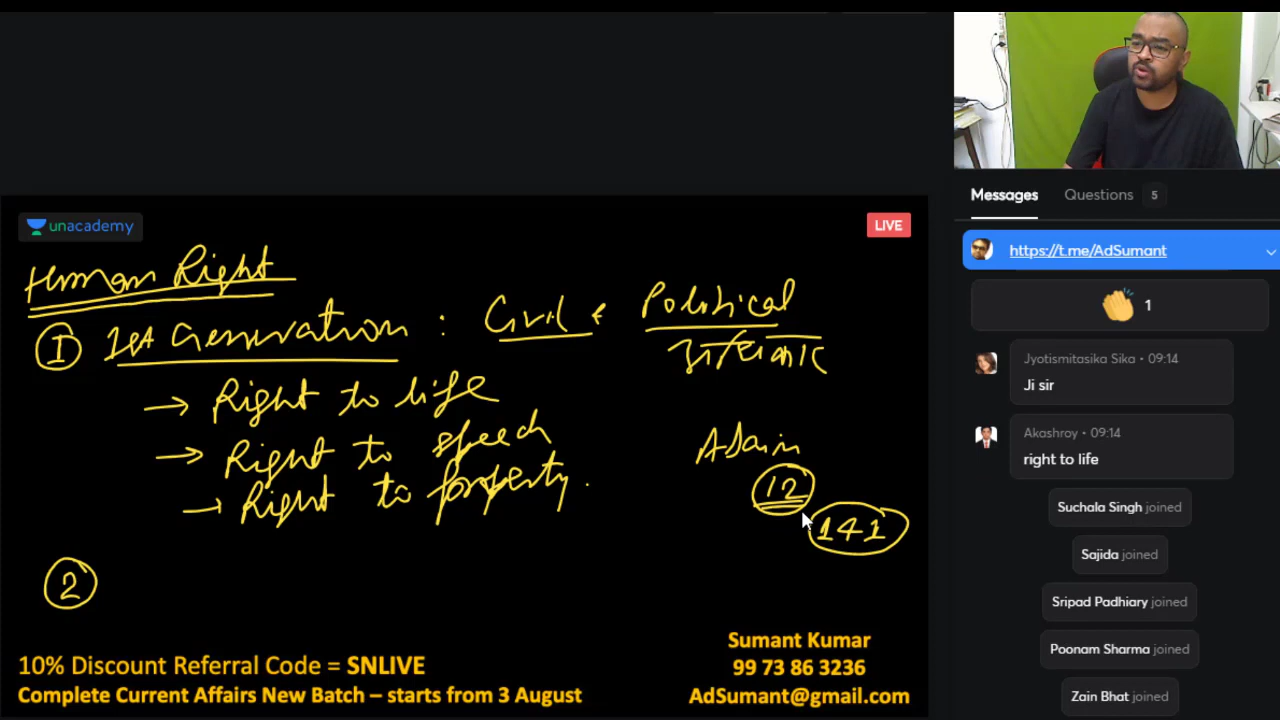 unacademy
LIVE
Human Right
① 1st Generation : Civil & Political
→ Right to life
→ Right to speech
→ Right to property.
12
141
②
10% Discount Referral Code = SNLIVE
Complete Current Affairs New Batch – starts from 3 August
Sumant Kumar
99 73 86 3236
AdSumant@gmail.com
Messages Questions 5
https://t.me/AdSumant
1
Jyotismitasika Sika • 09:14
Ji sir
Akashroy • 09:14
right to life
Suchala Singh joined
Sajida joined
Sripad Padhiary joined
Poonam Sharma joined
Zain Bhat joined